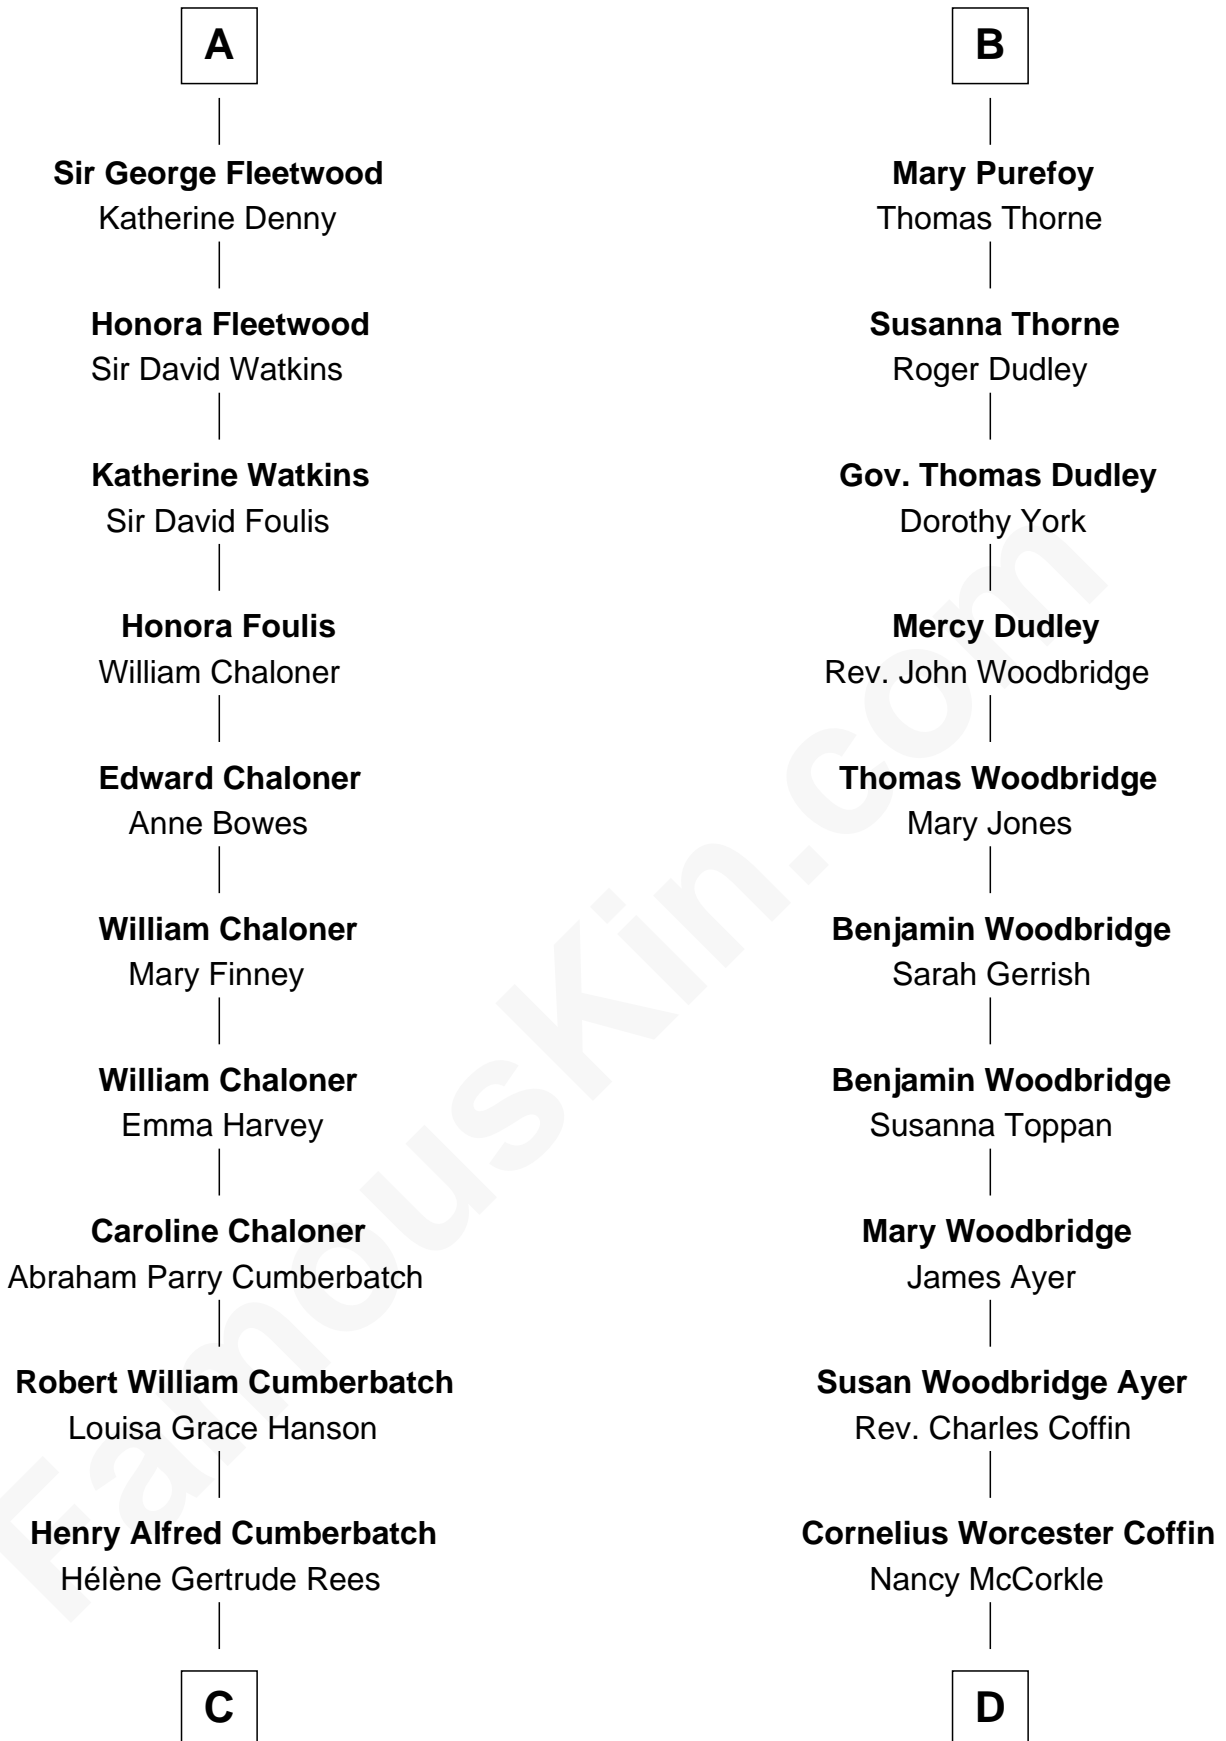 A
Sir George Fleetwood
Katherine Denny
Honora Fleetwood
Sir David Watkins
Katherine Watkins
Sir David Foulis
Honora Foulis
William Chaloner
Edward Chaloner
Anne Bowes
William Chaloner
Mary Finney
William Chaloner
Emma Harvey
Caroline Chaloner
Abraham Parry Cumberbatch
Robert William Cumberbatch
Louisa Grace Hanson
Henry Alfred Cumberbatch
Hélène Gertrude Rees
C
B
Mary Purefoy
Thomas Thorne
Susanna Thorne
Roger Dudley
Gov. Thomas Dudley
Dorothy York
Mercy Dudley
Rev. John Woodbridge
Thomas Woodbridge
Mary Jones
Benjamin Woodbridge
Sarah Gerrish
Benjamin Woodbridge
Susanna Toppan
Mary Woodbridge
James Ayer
Susan Woodbridge Ayer
Rev. Charles Coffin
Cornelius Worcester Coffin
Nancy McCorkle
D
FamousKin.com